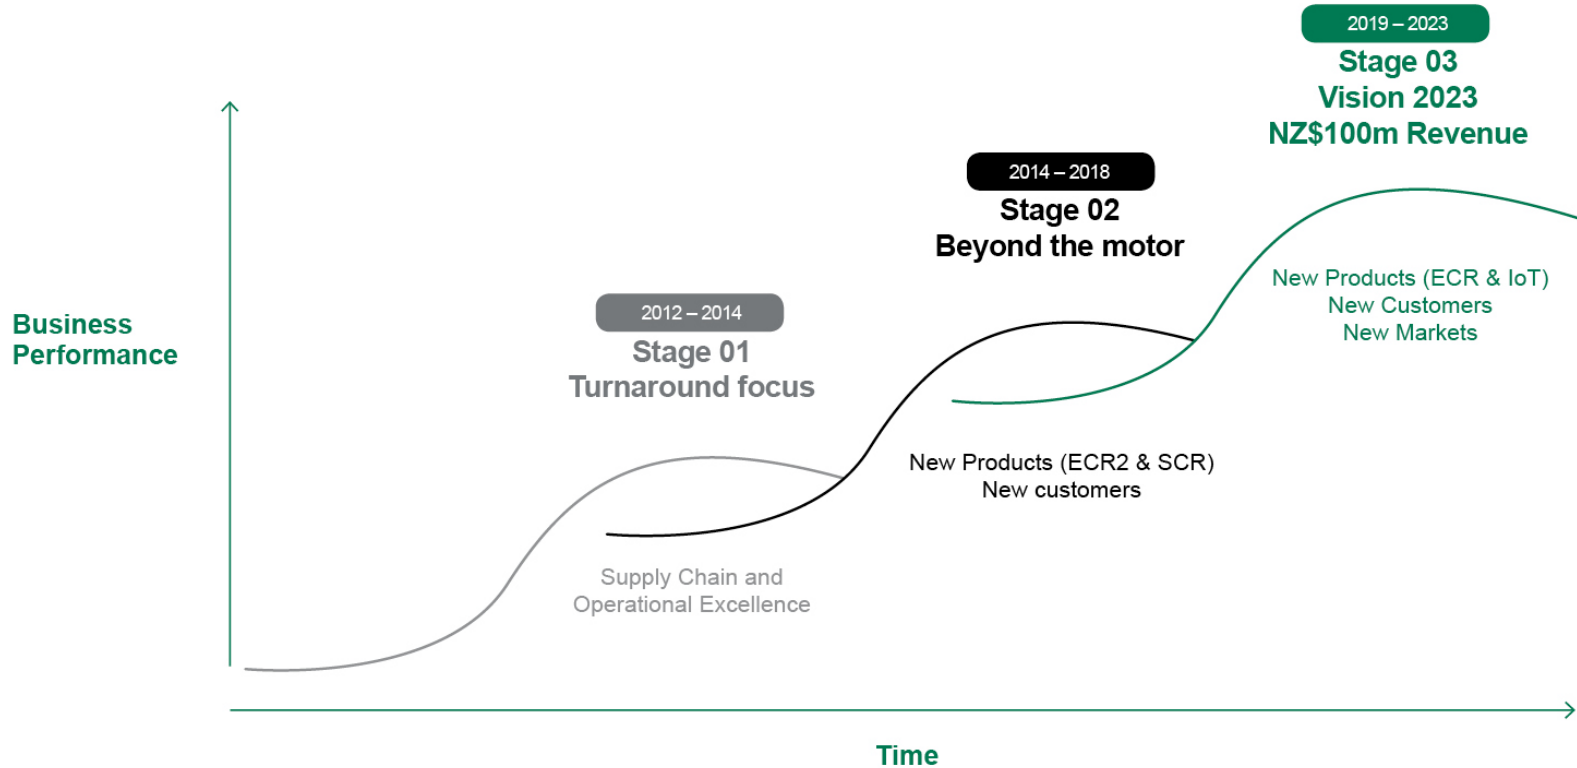 2019 – 2023
Stage 03
Vision 2023
NZ$100m Revenue
2014 – 2018
Stage 02
Beyond the motor
New Products (ECR & IoT)
New Customers
New Markets
2012 – 2014
Stage 01
Turnaround focus
Business
Performance
New Products (ECR2 & SCR)
New customers
Supply Chain and
Operational Excellence
Time